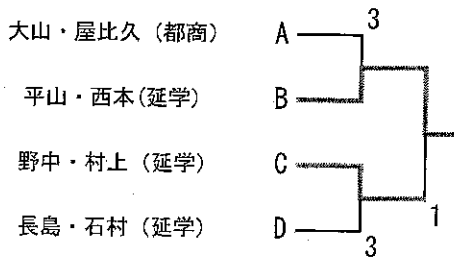 大山・屋比久 (都商) A 3
平山・西本(延学) B
野中・村上 (延学) C
1
長島・石村 (延学) D 3